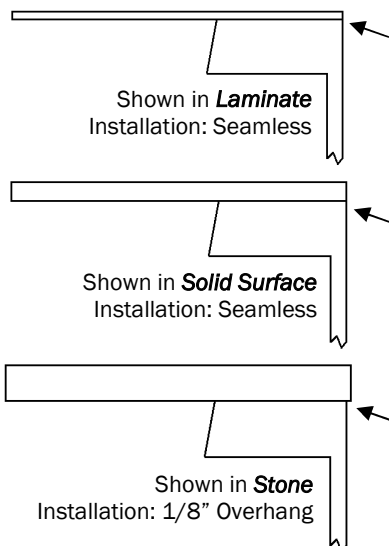 Shown in Laminate
Installation: Seamless
Shown in Solid Surface
Installation: Seamless
Shown in Stone
Installation: 1/8” Overhang